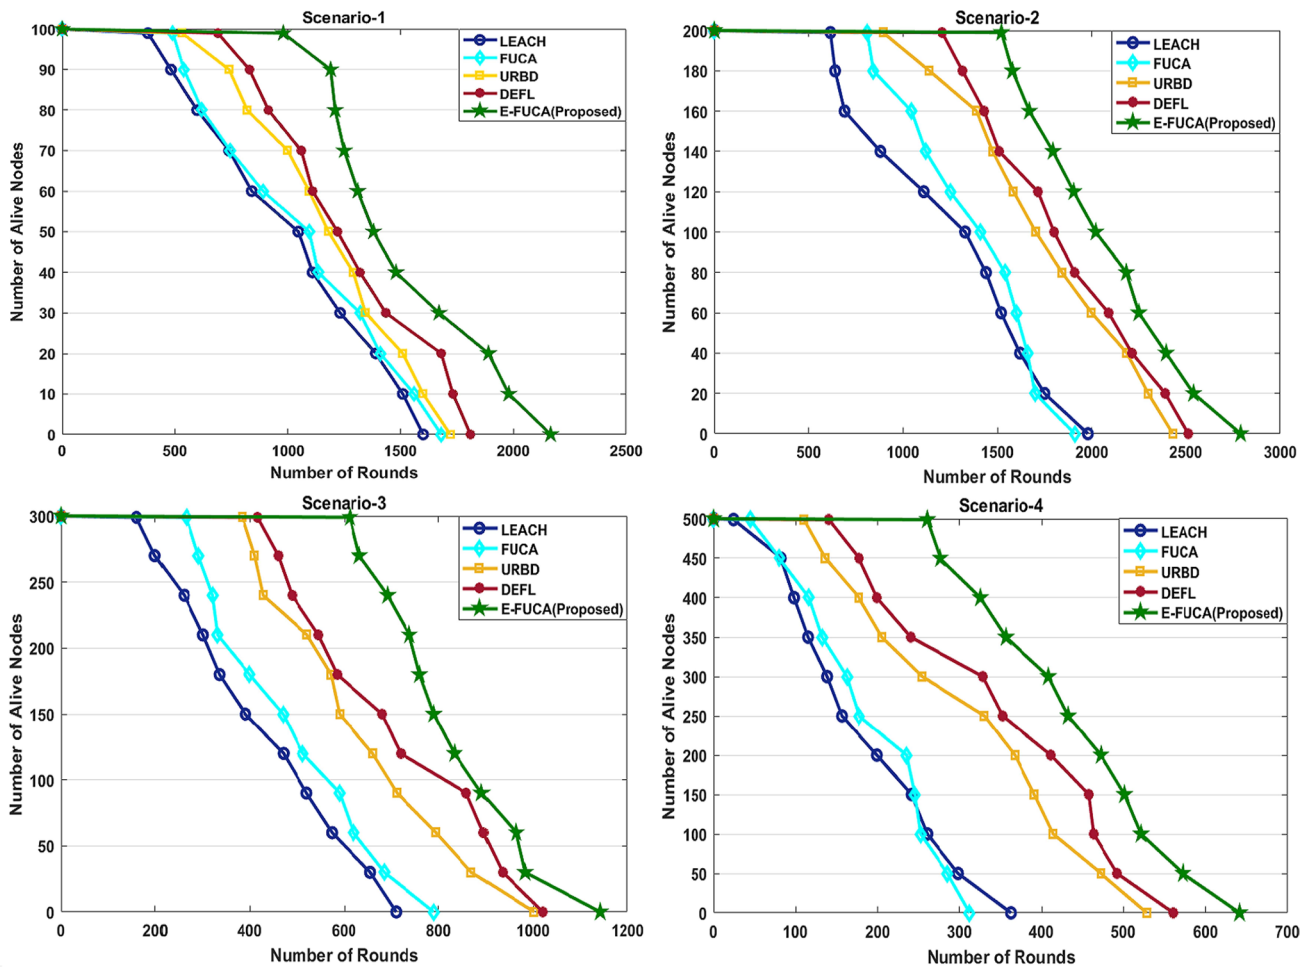 Scenario-1
100
90
80
70
60
50
40
30
20
10
0
Number of Alive Nodes
LEACH
FUCA
URBD
DEFL
E-FUCA(Proposed)
0 500 1000 1500 2000 2500
Number of Rounds
Scenario-2
200
180
160
140
120
100
80
60
40
20
0
Number of Alive Nodes
LEACH
FUCA
URBD
DEFL
E-FUCA(Proposed)
0 500 1000 1500 2000 2500 3000
Number of Rounds
Scenario-3
300
250
200
150
100
50
0
Number of Alive Nodes
LEACH
FUCA
URBD
DEFL
E-FUCA(Proposed)
0 200 400 600 800 1000 1200
Number of Rounds
Scenario-4
500
450
400
350
300
250
200
150
100
50
0
Number of Alive Nodes
LEACH
FUCA
URBD
DEFL
E-FUCA(Proposed)
0 100 200 300 400 500 600 700
Number of Rounds